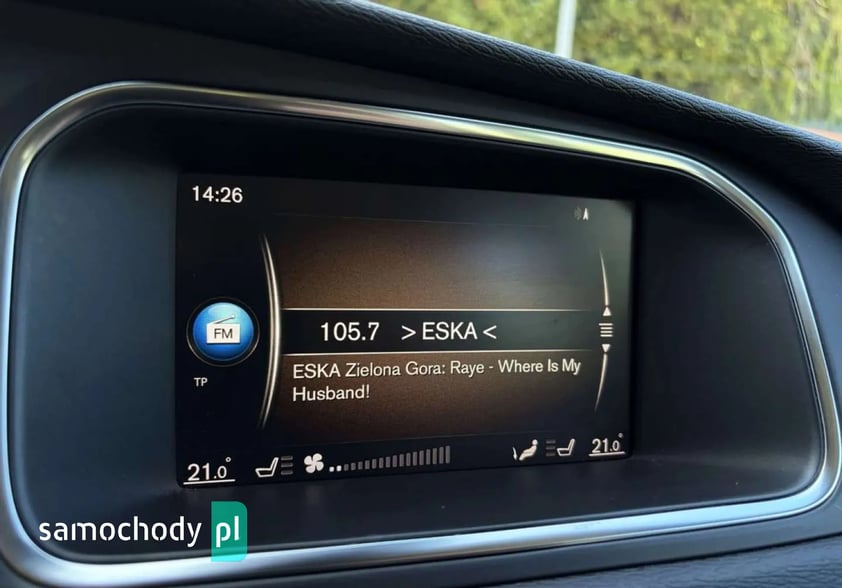 14:26
FM
105.7 > ESKA <
ESKA Zielona Gora: Raye - Where Is My
Husband!
TP
21.0°
21.0°
samochody pl